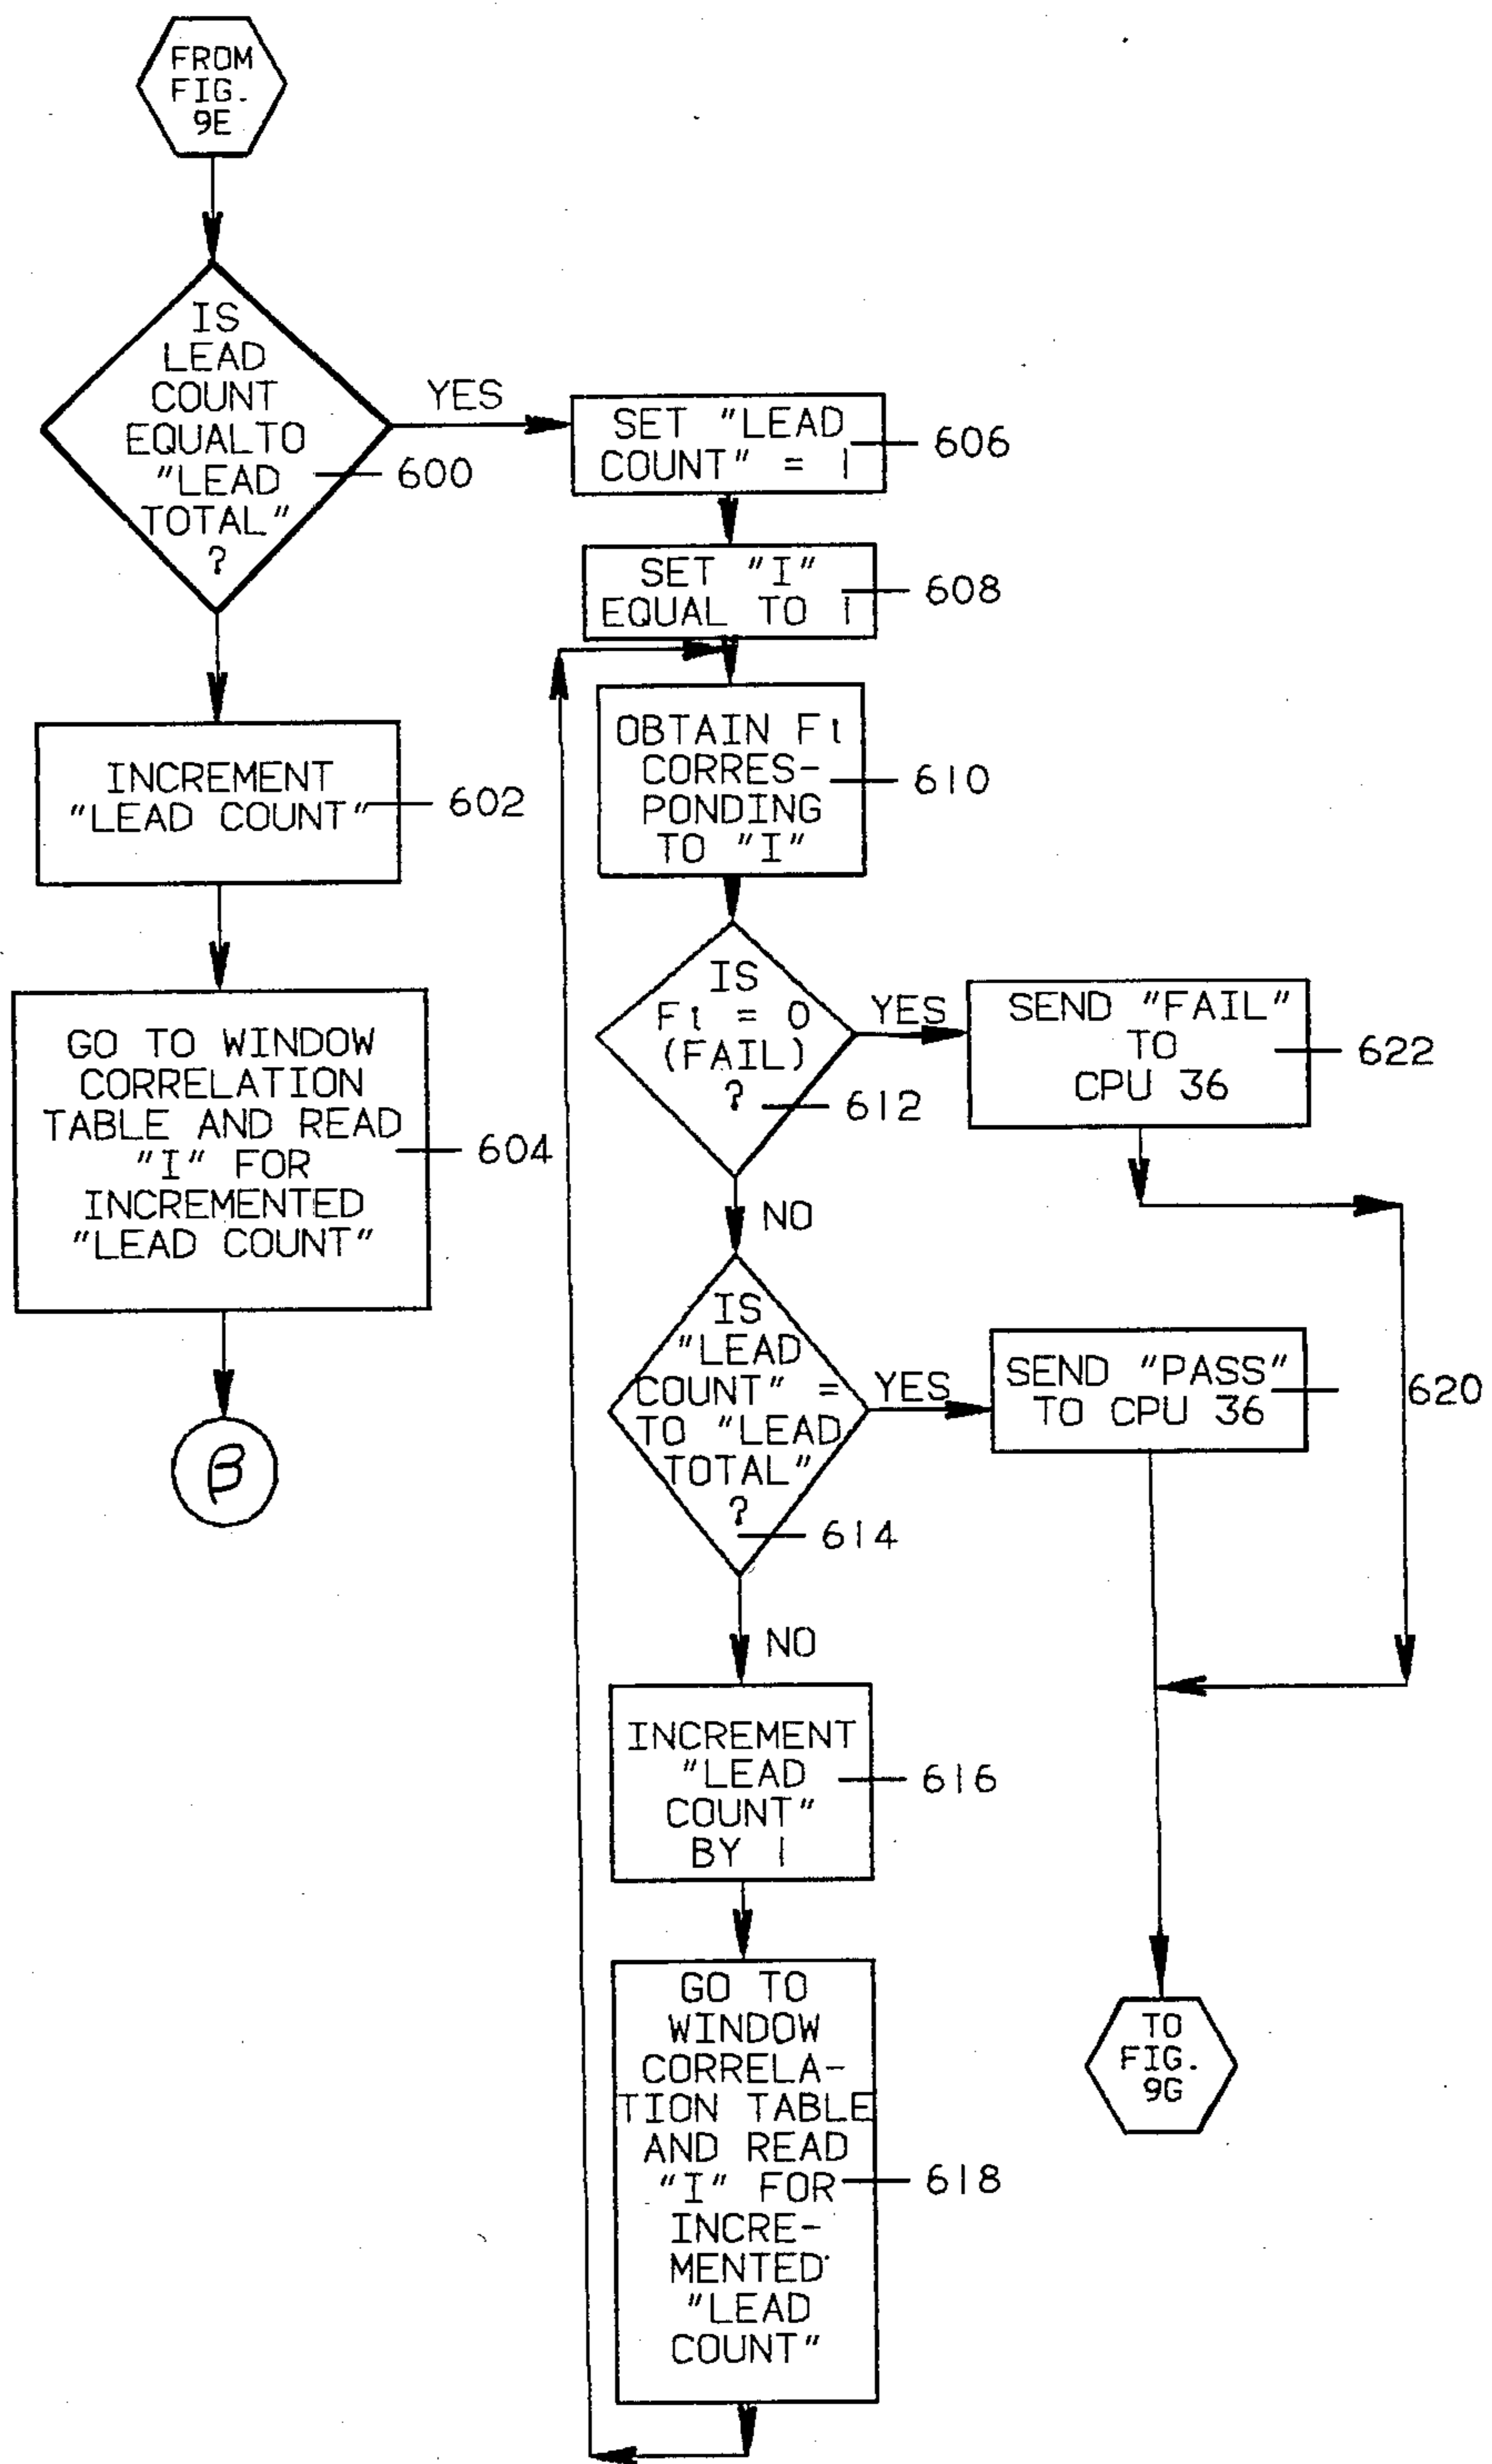 FROM
FIG.
9E
IS
LEAD
COUNT
EQUALTO
"LEAD
TOTAL"
?
600
YES
SET "LEAD
COUNT" = 1
606
SET "I"
EQUAL TO 1
608
INCREMENT
"LEAD COUNT"
602
OBTAIN Fi
CORRES-
PONDING
TO "I"
610
GO TO WINDOW
CORRELATION
TABLE AND READ
"I" FOR
INCREMENTED
"LEAD COUNT"
604
β
IS
Fi = 0
(FAIL)
?
612
YES
SEND "FAIL"
TO
CPU 36
622
NO
IS
"LEAD
COUNT" =
TO "LEAD
TOTAL"
?
614
YES
SEND "PASS"
TO CPU 36
620
NO
INCREMENT
"LEAD
COUNT"
BY 1
616
GO TO
WINDOW
CORRELA-
TION TABLE
AND READ
"I" FOR
INCRE-
MENTED
"LEAD
COUNT"
618
TO
FIG.
9G